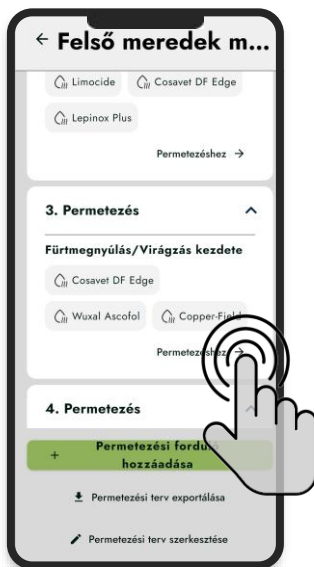 ← Felső meredek m...
Limocide Cosavet DF Edge
Lepinox Plus
Permetezéshez →
3. Permetezés
Fürtmegnyúlás/Virágzás kezdete
Cosavet DF Edge
Wuxal Ascofol Copper-Field
Permetezéshez →
4. Permetezés
+ Permetezési forduló
hozzáadása
Permetezési terv exportálása
Permetezési terv szerkesztése